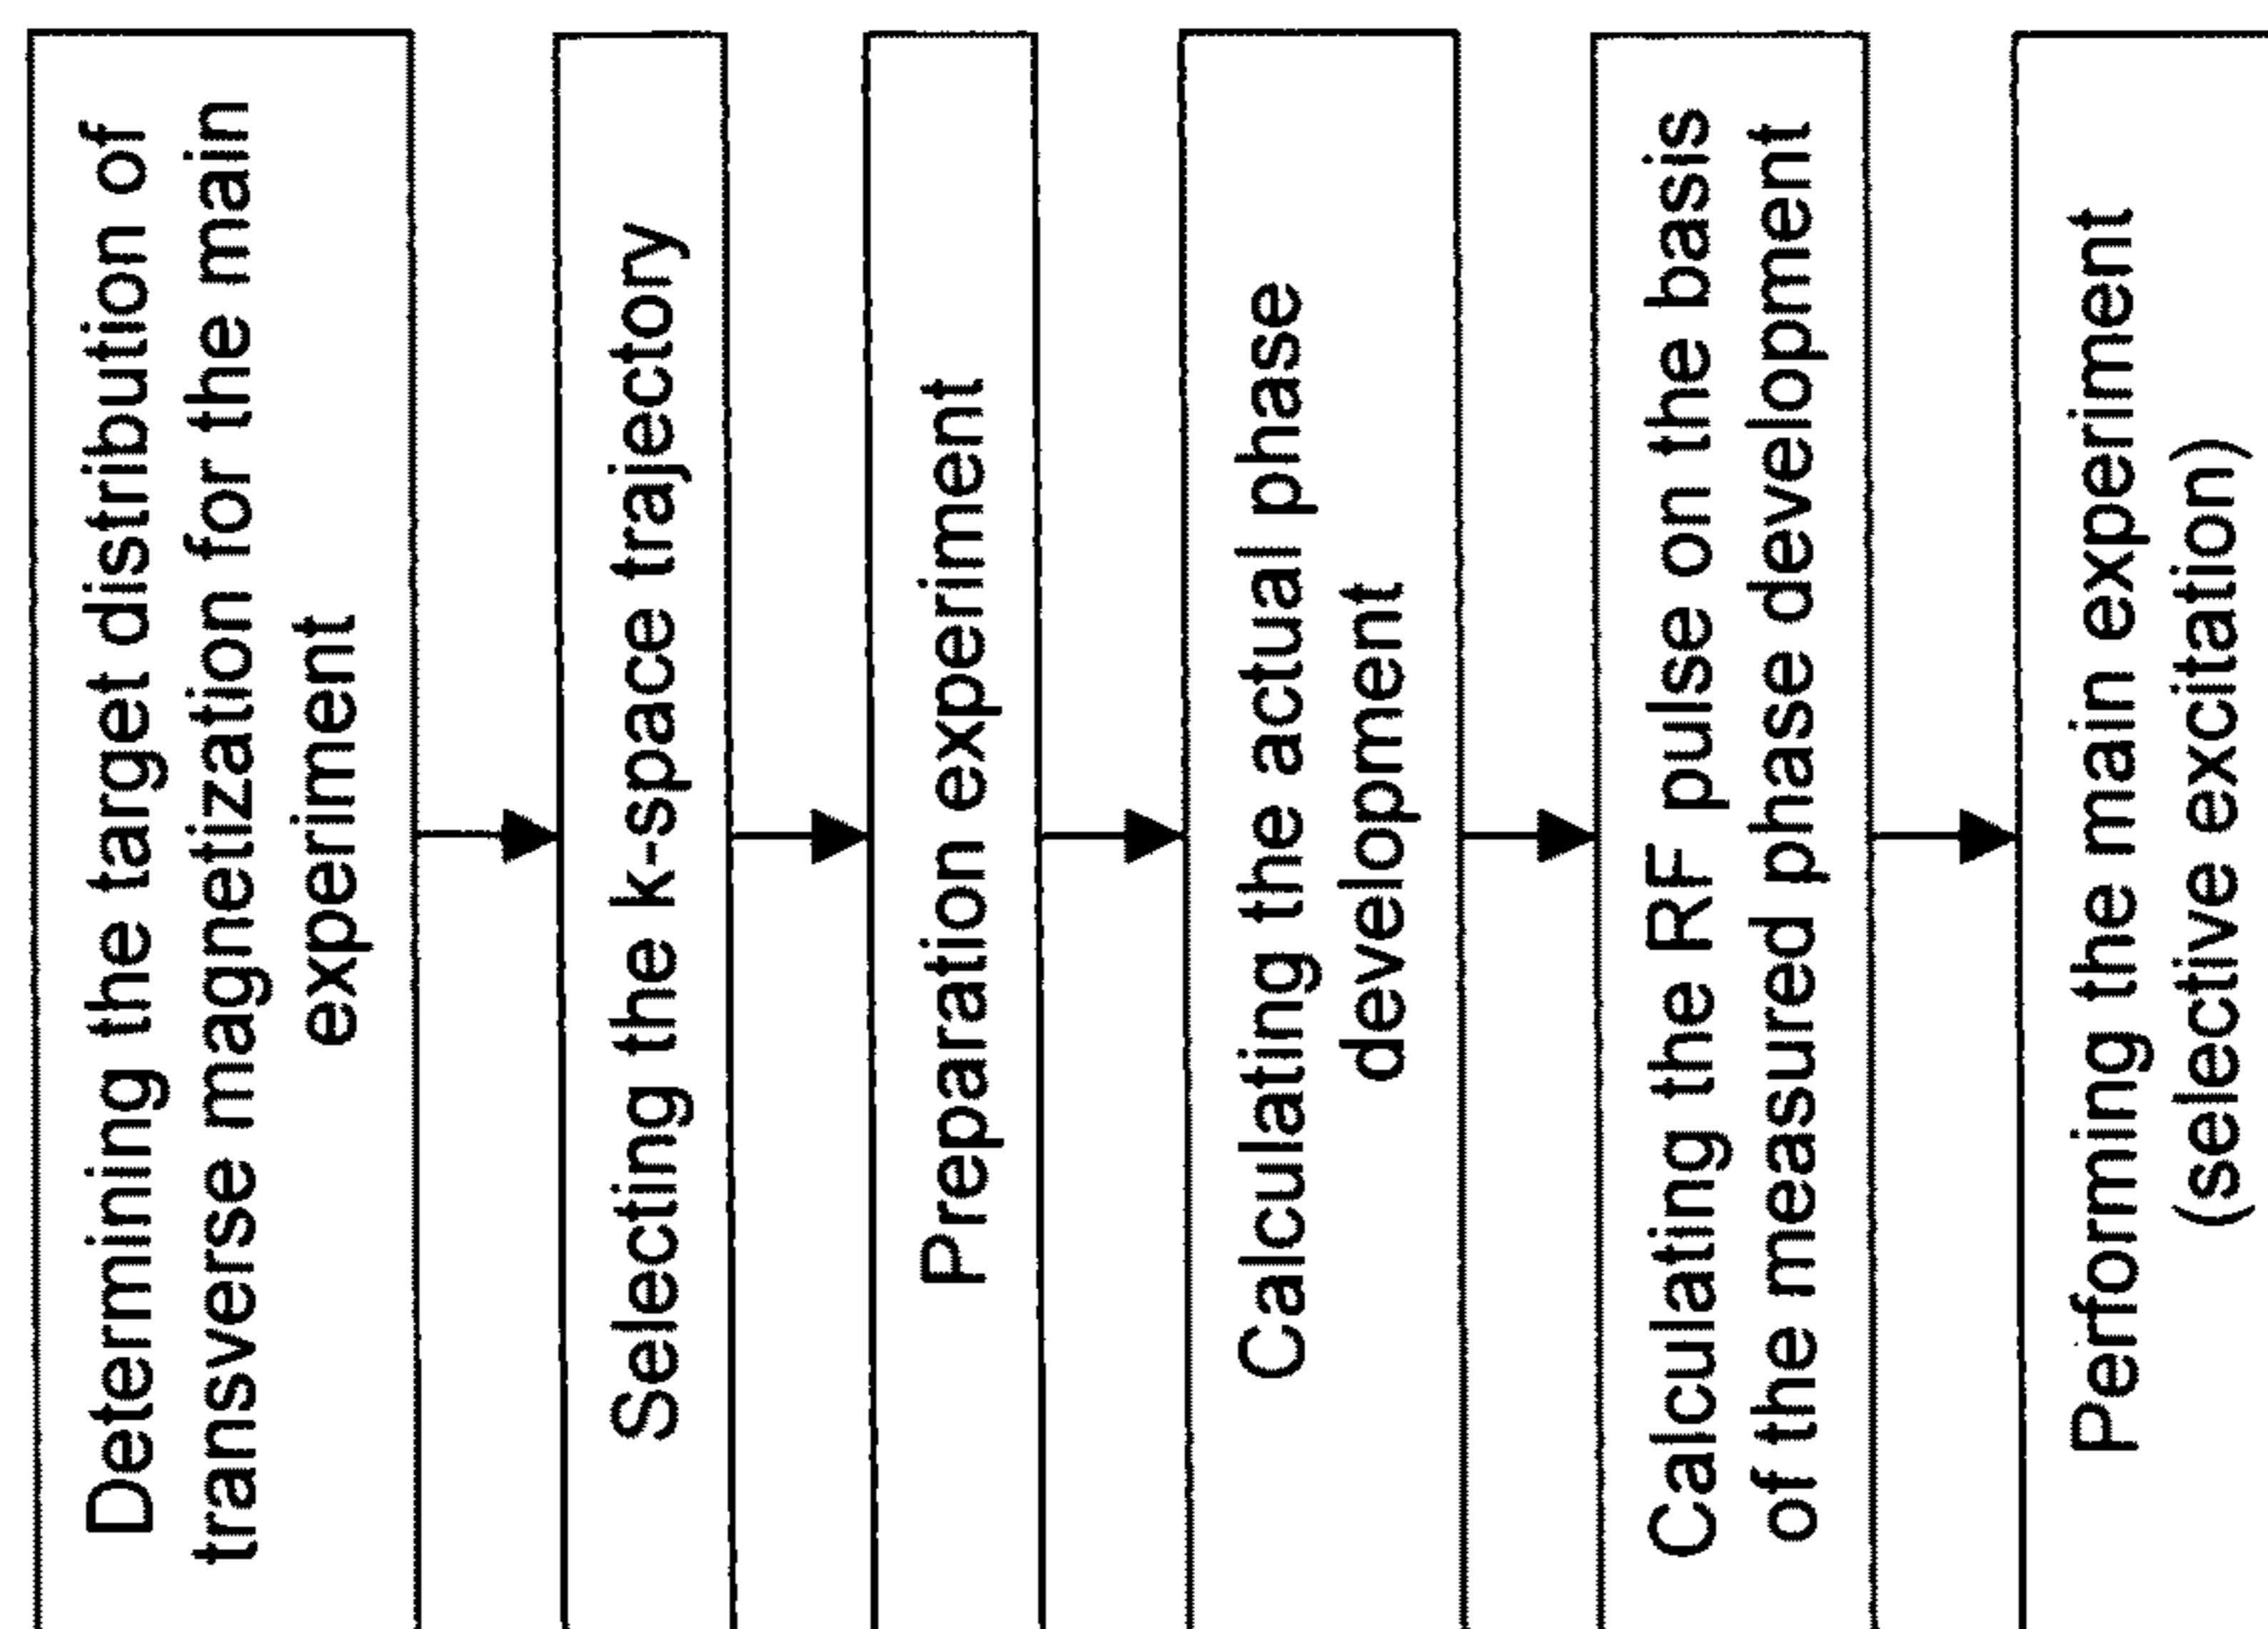 Determining the target distribution of
transverse magnetization for the main
experiment
Selecting the k-space trajectory
Preparation experiment
Calculating the actual phase
development
Calculating the RF pulse on the basis
of the measured phase development
Performing the main experiment
(selective excitation)